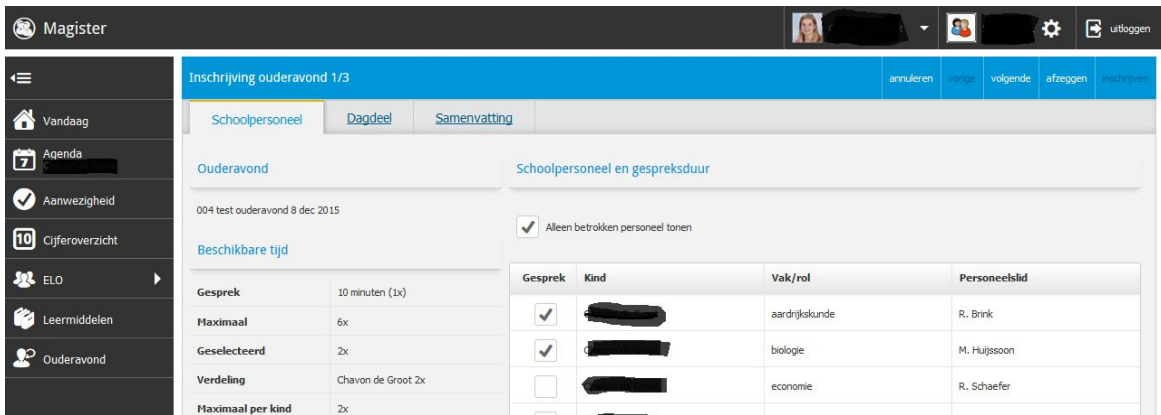 Magister
uitloggen
Inschrijving ouderavond 1/3
annuleren vorige volgende afzeggen inschrijven
Vandaag
Agenda
Aanwezigheid
10 Cijferoverzicht
ELO
Leermiddelen
Ouderavond
7
Schoolpersoneel Dagdeel Samenvatting
Ouderavond
004 test ouderavond 8 dec 2015
Beschikbare tijd
Gesprek 10 minuten (1x)
Maximaal 6x
Geselecteerd 2x
Verdeling Chavon de Groot 2x
Maximaal per kind 2x
Schoolpersoneel en gespreksduur
Alleen betrokken personeel tonen
Gesprek Kind Vak/rol Personeelslid
aardrijkskunde R. Brink
biologie M. Huijssoon
economie R. Schaefer